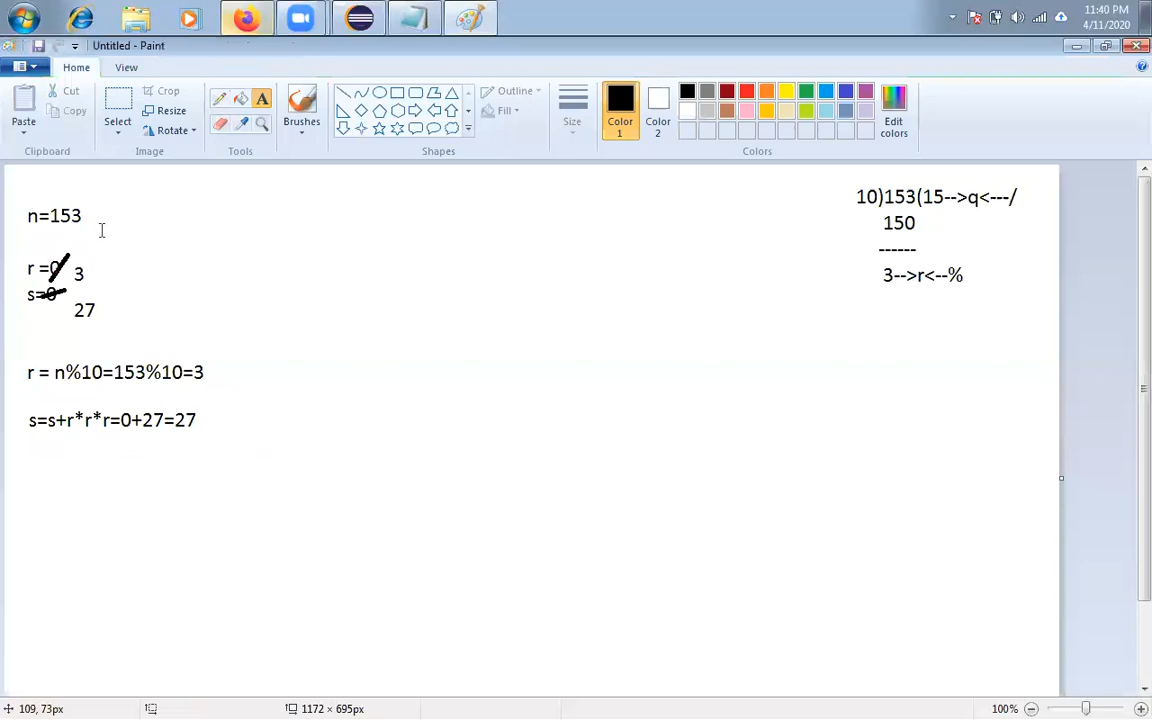 11:40 PM
4/11/2020
Untitled - Paint
Home
View
Paste
Cut
Copy
Clipboard
Select
Crop
Resize
Rotate
Image
Tools
Brushes
Shapes
Outline
Fill
Size
Color 1
Color 2
Edit colors
Colors
n=153
r =0 3
s=0
27
r = n%10=153%10=3
s=s+r*r*r=0+27=27
10)153(15-->q<---/
150
------
3-->r<--%
109, 73px
1172 × 695px
100%